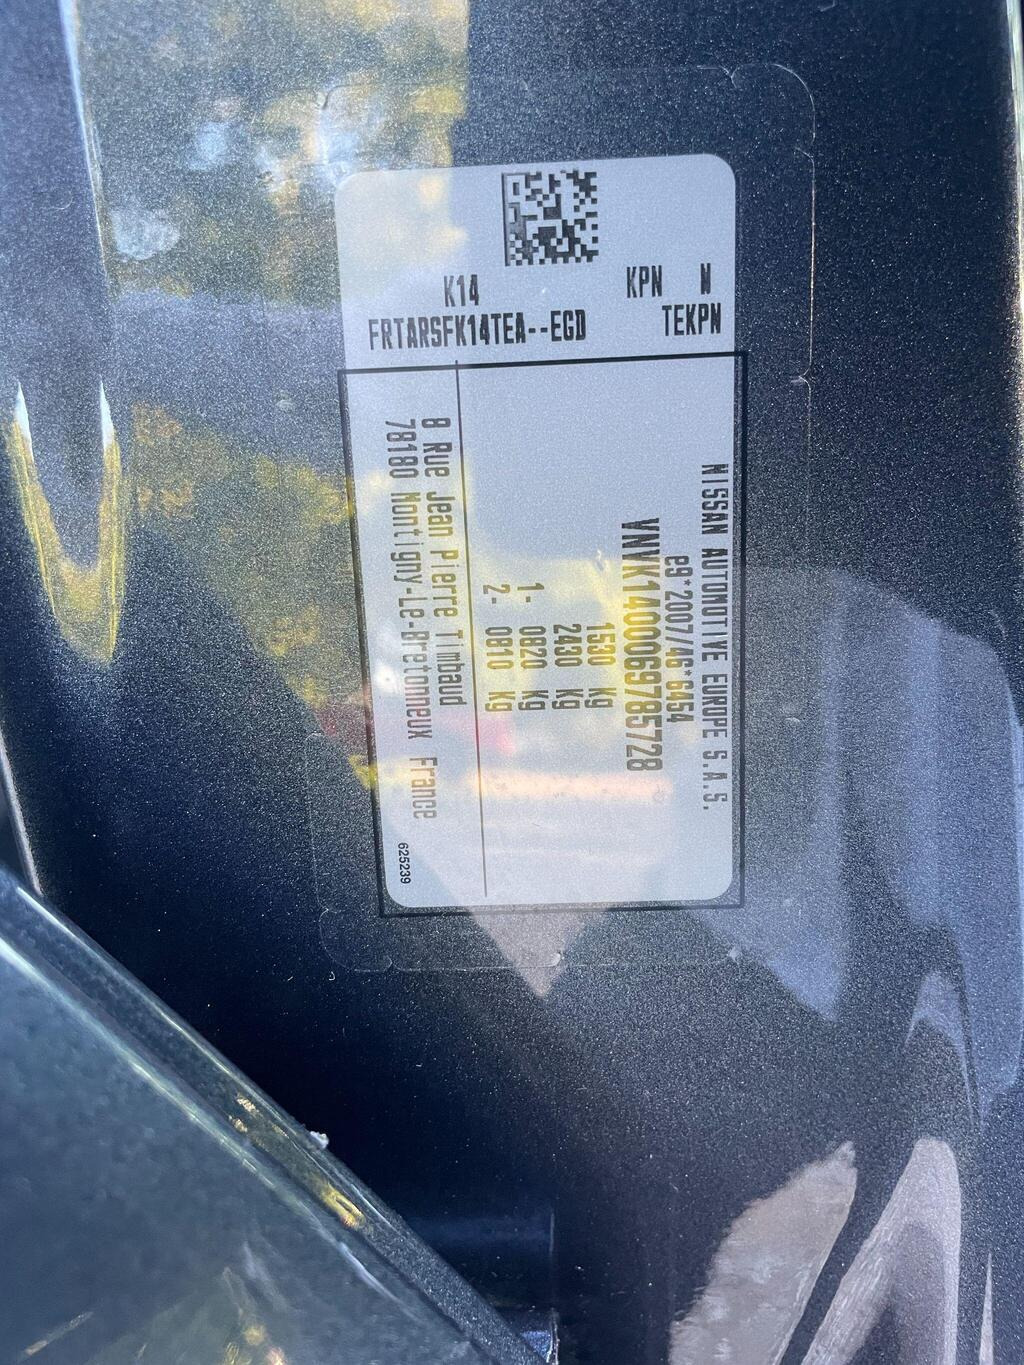 K14 KPN N
FRTARSFK14TEA--EGD TEKPN
NISSAN AUTOMOTIVE EUROPE S.A.S.
e9*2007/46*6454
VNVK1400069785728
1530 kg
2430 kg
1- 0820 kg
2- 0810 kg
8 Rue Jean Pierre Timbaud
78180 Montigny-Le-Bretonneux France
625239